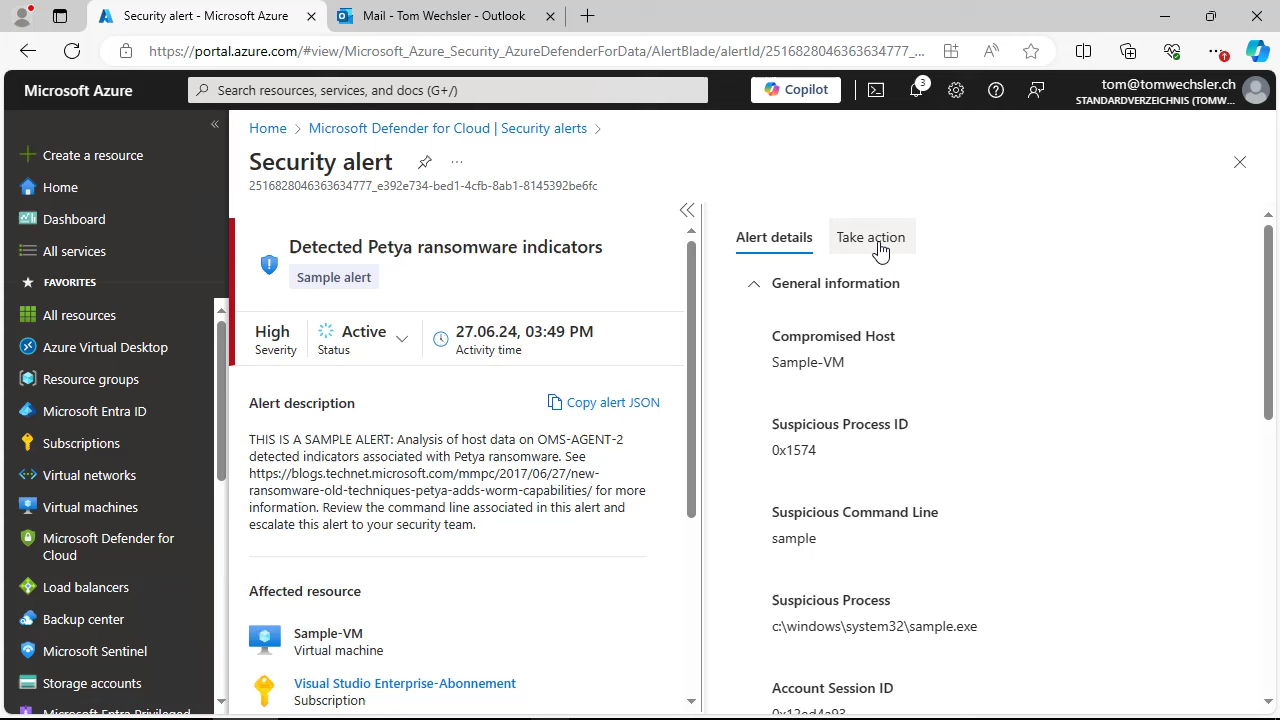 Security alert - Microsoft Azure
Mail - Tom Wechsler - Outlook
https://portal.azure.com/#view/Microsoft_Azure_Security_AzureDefenderForData/AlertBlade/alertId/2516828046363634777_...
Microsoft Azure
Search resources, services, and docs (G+/)
Copilot
3
tom@tomwechsler.ch
STANDARDVERZEICHNIS (TOMW...
Create a resource
Home
Dashboard
All services
FAVORITES
All resources
Azure Virtual Desktop
Resource groups
Microsoft Entra ID
Subscriptions
Virtual networks
Virtual machines
Microsoft Defender for
Cloud
Load balancers
Backup center
Microsoft Sentinel
Storage accounts
Microsoft Entra Privileged
Home > Microsoft Defender for Cloud | Security alerts >
Security alert
2516828046363634777_e392e734-bed1-4cfb-8ab1-8145392be6fc
Detected Petya ransomware indicators
Sample alert
High
Severity
Active
Status
27.06.24, 03:49 PM
Activity time
Alert description
Copy alert JSON
THIS IS A SAMPLE ALERT: Analysis of host data on OMS-AGENT-2
detected indicators associated with Petya ransomware. See
https://blogs.technet.microsoft.com/mmpc/2017/06/27/new-
ransomware-old-techniques-petya-adds-worm-capabilities/ for more
information. Review the command line associated in this alert and
escalate this alert to your security team.
Affected resource
Sample-VM
Virtual machine
Visual Studio Enterprise-Abonnement
Subscription
Alert details
Take action
General information
Compromised Host
Sample-VM
Suspicious Process ID
0x1574
Suspicious Command Line
sample
Suspicious Process
c:\windows\system32\sample.exe
Account Session ID